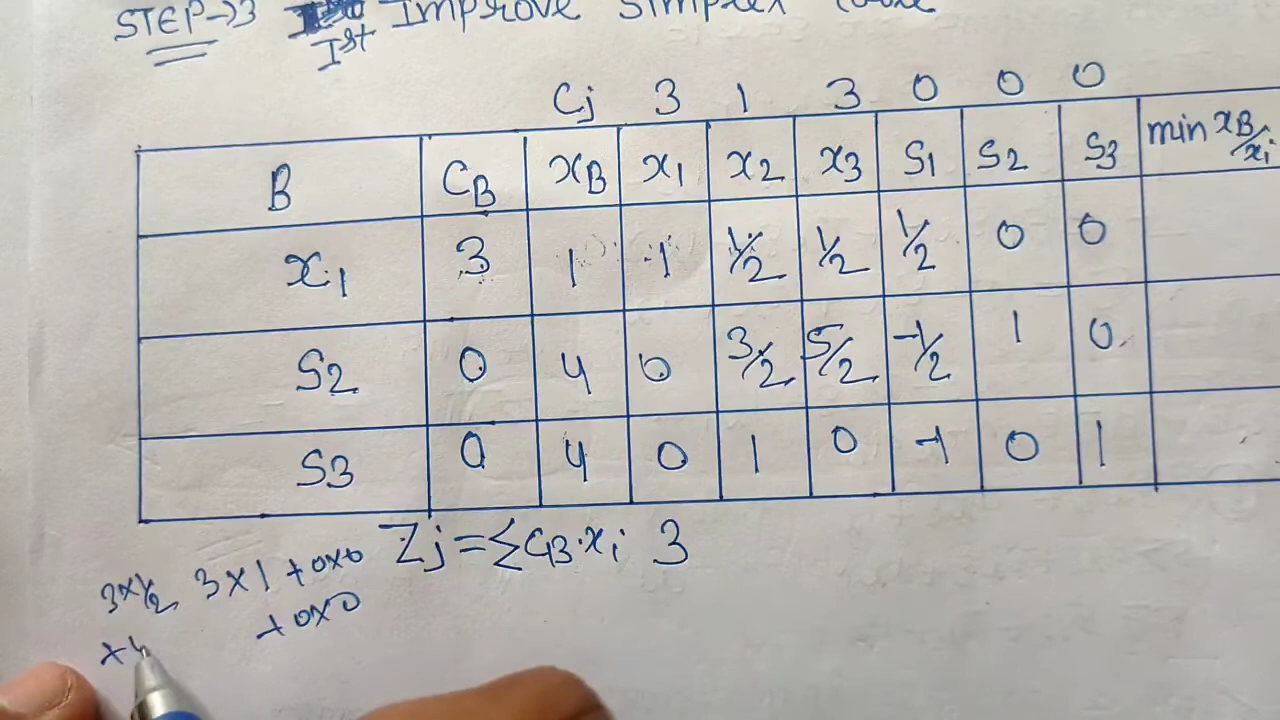 STEP→3 Improve Simplex
Ist
Cj 3 1 3 0 0 0
B CB xB x1 x2 x3 S1 S2 S3 min xB/xi
x1 3 1 1 1/2 1/2 1/2 0 0
S2 0 4 0 3/2 5/2 -1/2 1 0
S3 0 4 0 1 0 -1 0 1
Zj=ΣCB·xi 3
3×1/2 3×1+0×0
+0×0